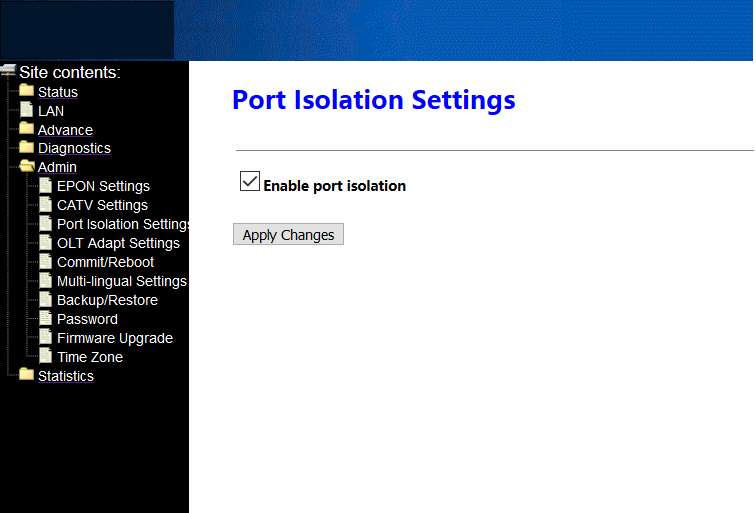 Site contents:
Status
LAN
Advance
Diagnostics
Admin
EPON Settings
CATV Settings
Port Isolation Settings
OLT Adapt Settings
Commit/Reboot
Multi-lingual Settings
Backup/Restore
Password
Firmware Upgrade
Time Zone
Statistics
Port Isolation Settings
Enable port isolation
Apply Changes